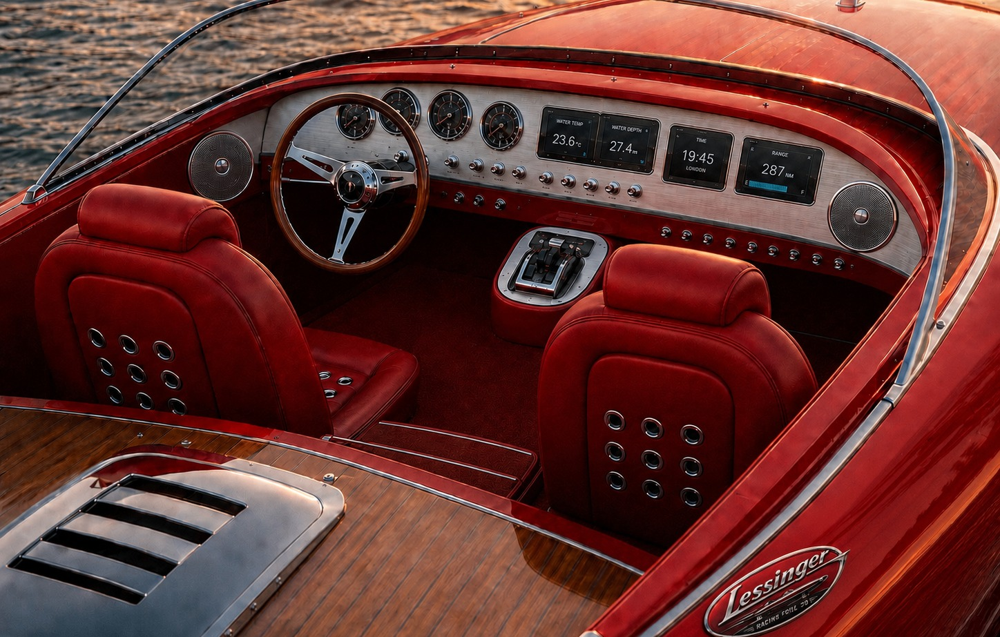 WATER TEMP
23.6°C
WATER DEPTH
27.4m
TIME
19:45
LONDON
RANGE
287 NM
E F
Lessinger
RACING FOIL 30